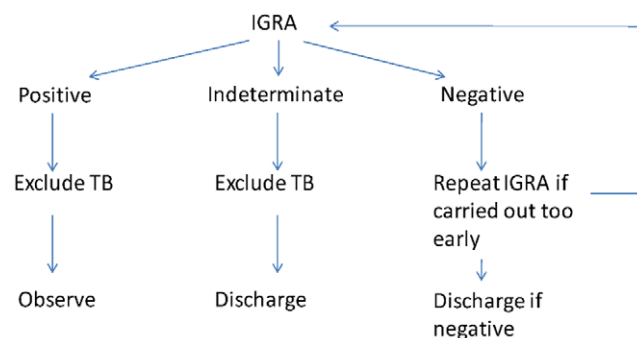 IGRA
Positive
Indeterminate
Negative
Exclude TB
Exclude TB
Repeat IGRA if
carried out too
early
Observe
Discharge
Discharge if
negative